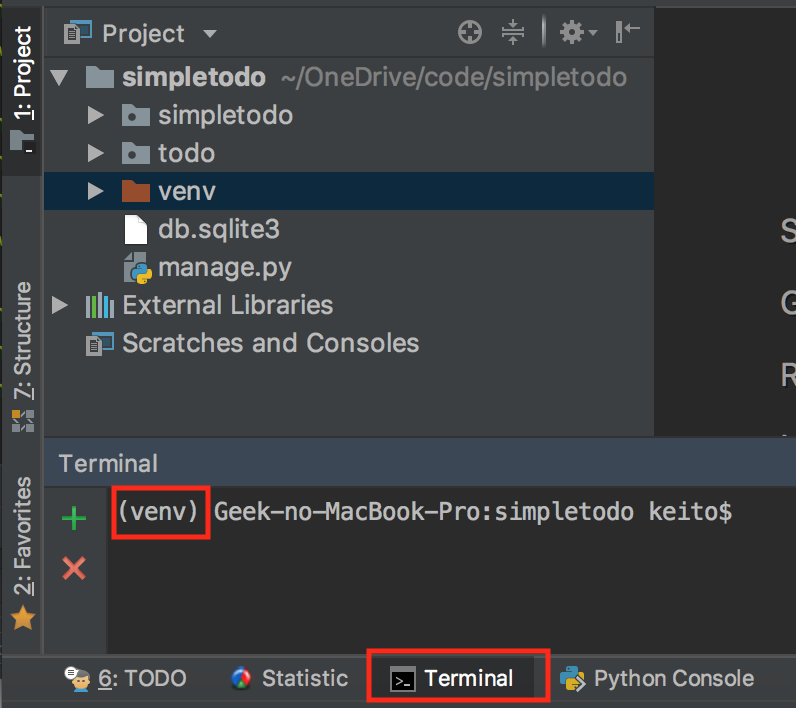 1: Project
Project
simpletodo ~/OneDrive/code/simpletodo
simpletodo
todo
venv
db.sqlite3
manage.py
External Libraries
Scratches and Consoles
7: Structure
2: Favorites
Terminal
(venv) Geek-no-MacBook-Pro:simpletodo keito$
6: TODO Statistic Terminal Python Console